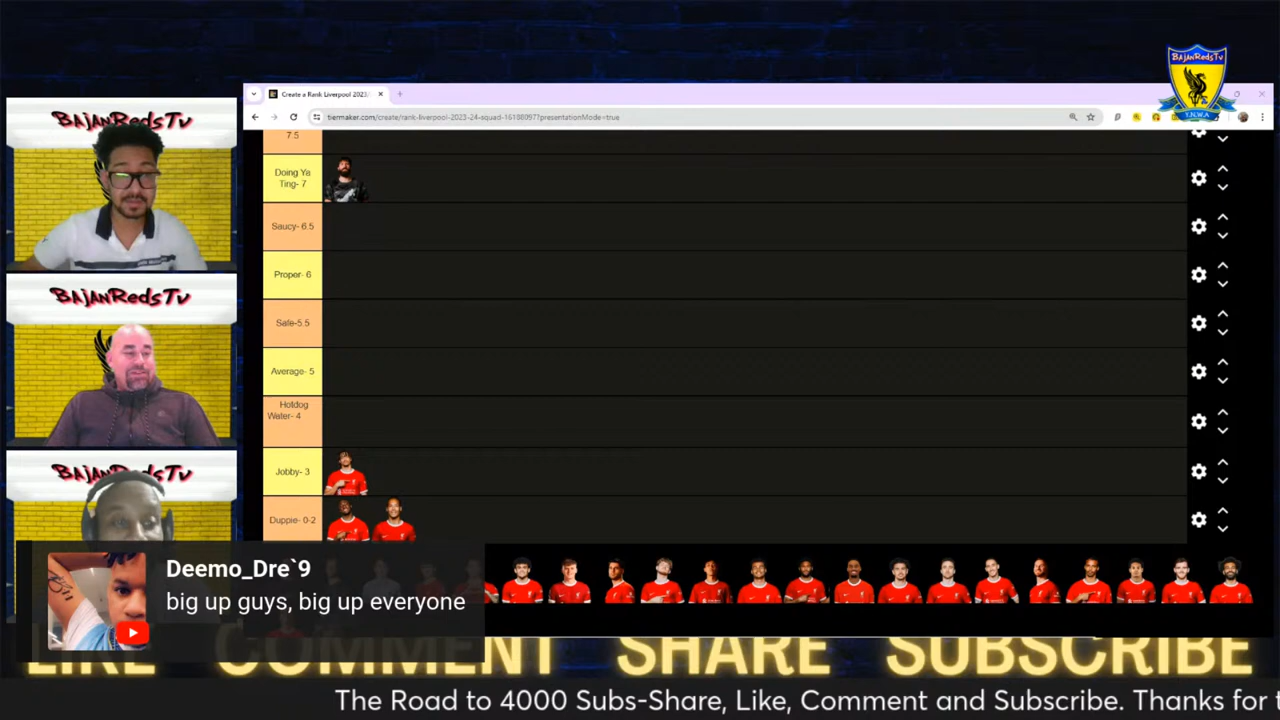 BAJANREDSTV
Y.N.W.A
Create a Rank Liverpool 2023/
BAJANREDSTV
tiermaker.com/create/rank-liverpool-2023-24-squad-16180097?presentationMode=true
7.5
Doing Ya
Ting- 7
Saucy- 6.5
Proper- 6
BAJANREDSTV
Safe-5.5
Average- 5
Hotdog
Water- 4
Jobby- 3
BAJANREDSTV
Duppie- 0-2
Deemo_Dre`9
big up guys, big up everyone
LIKE COMMENT SHARE SUBSCRIBE
The Road to 4000 Subs-Share, Like, Comment and Subscribe. Thanks for t